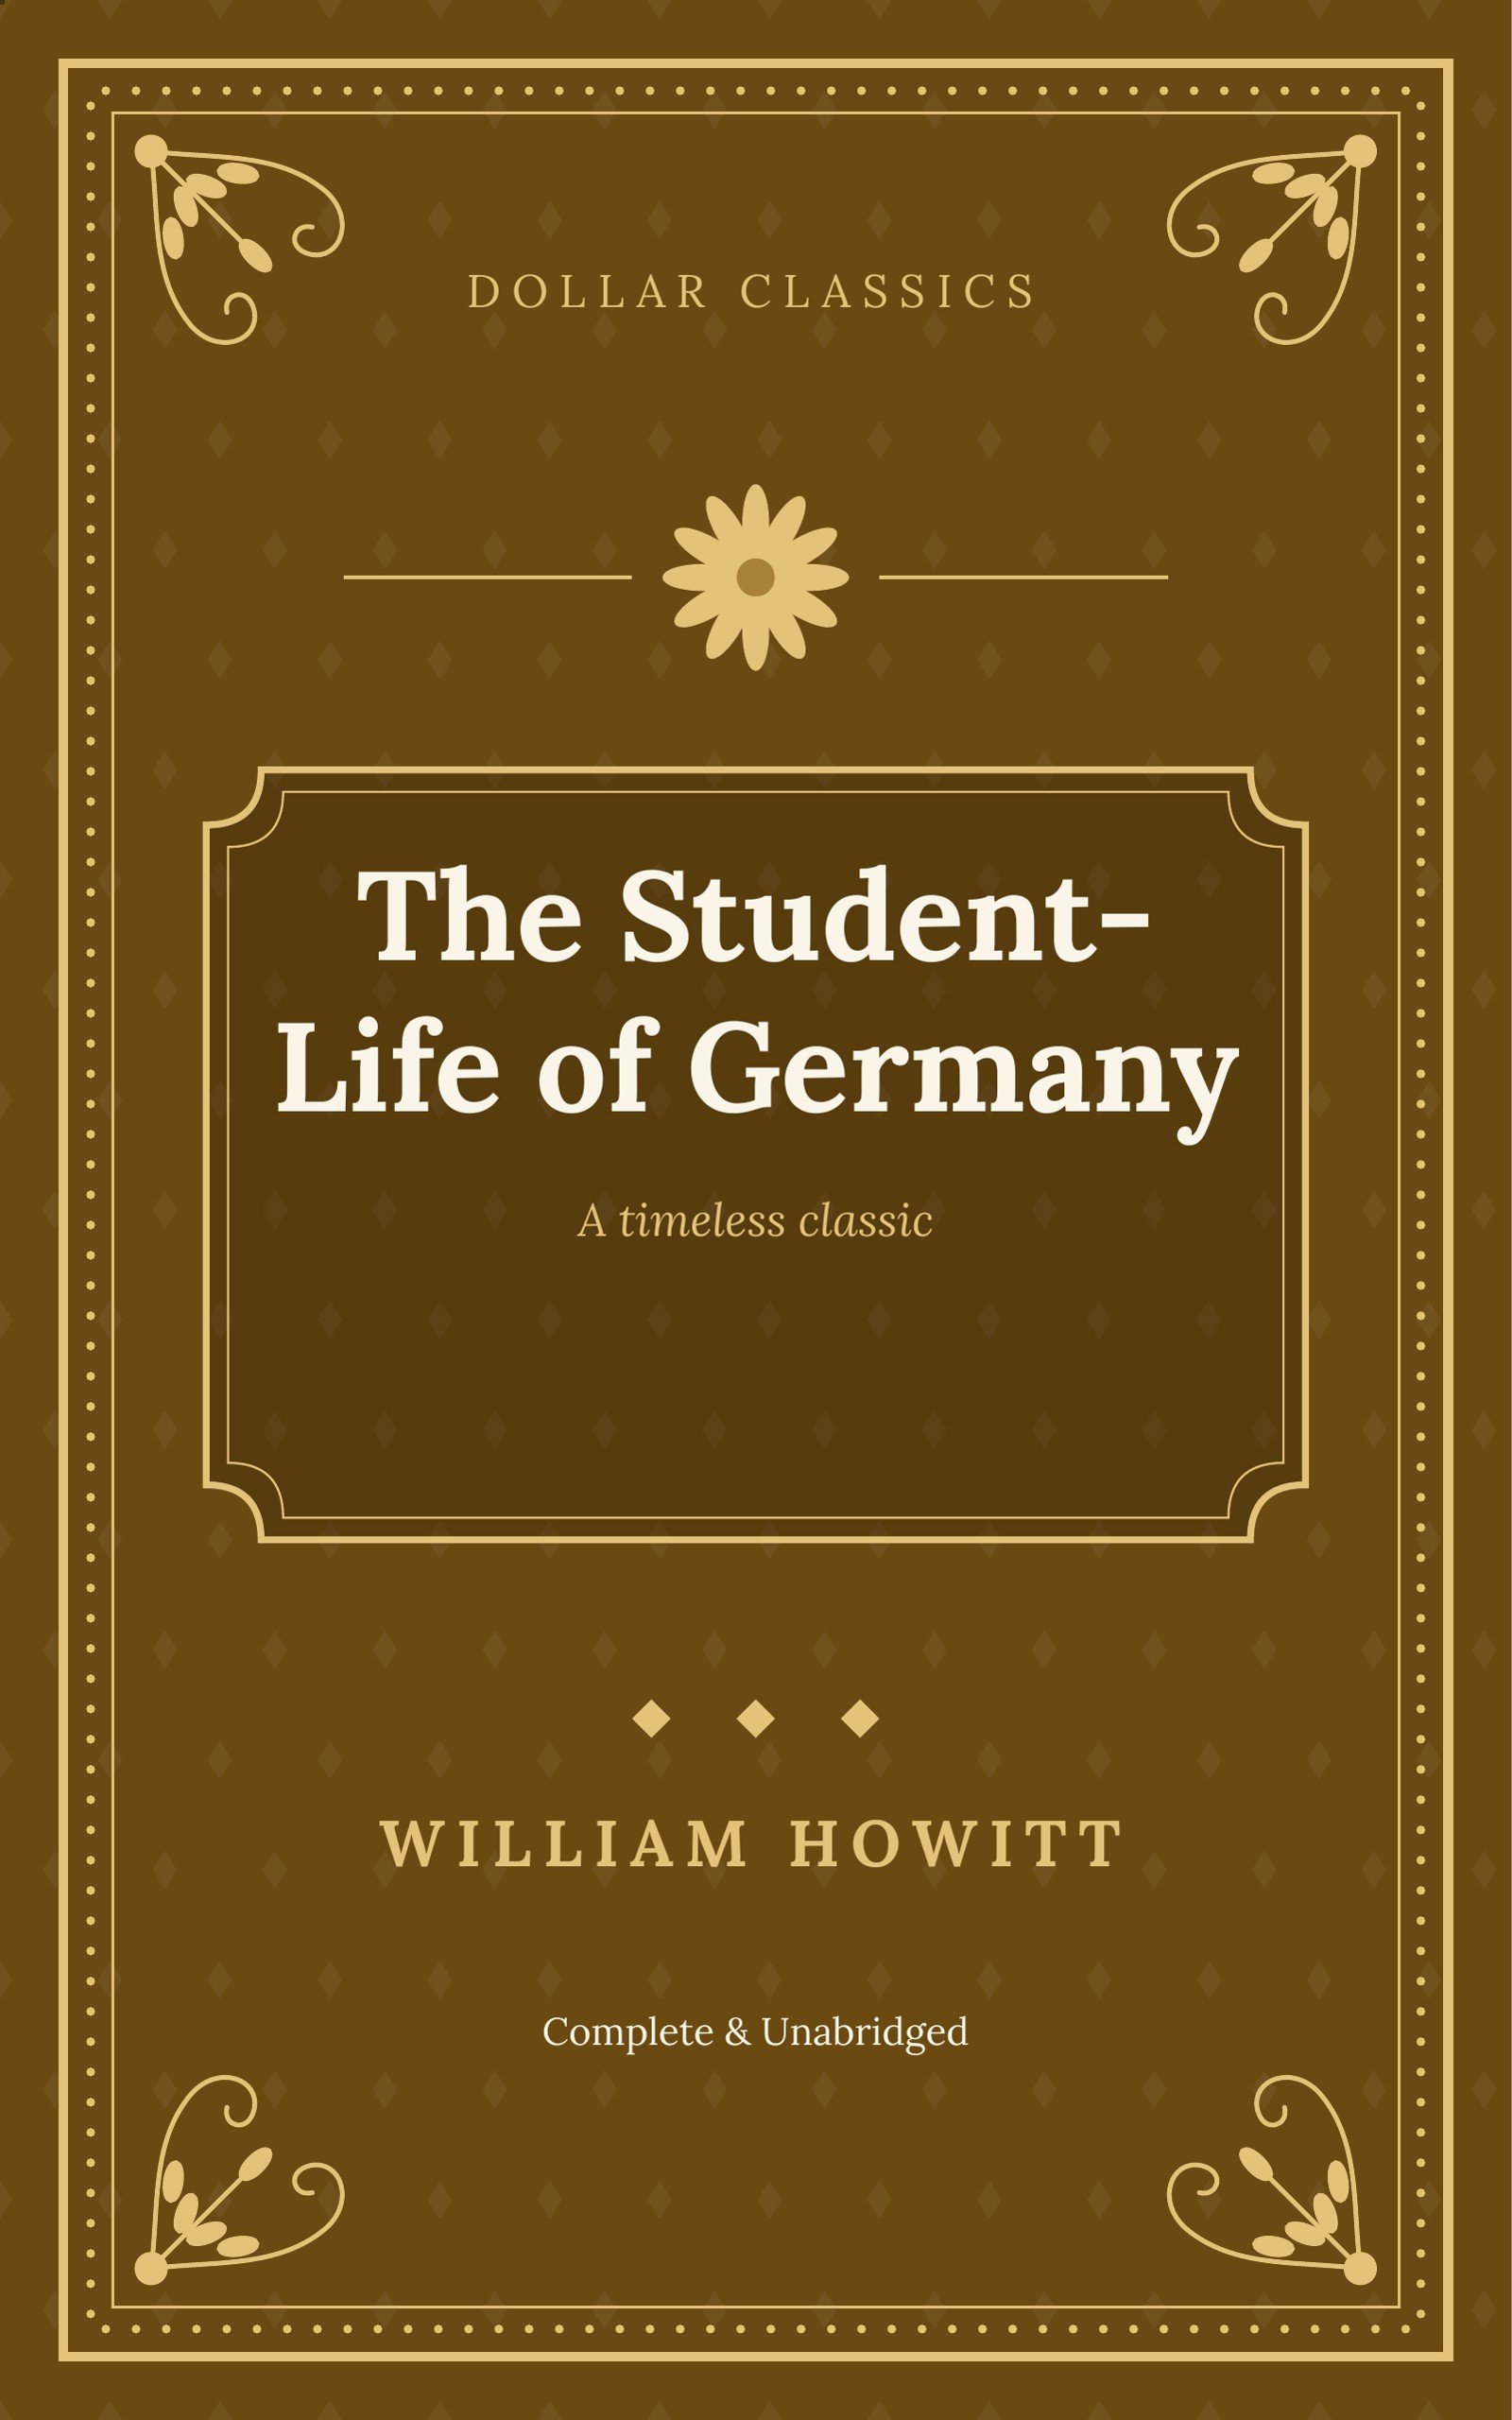 DOLLAR CLASSICS
The Student-
Life of Germany
A timeless classic
WILLIAM HOWITT
Complete & Unabridged